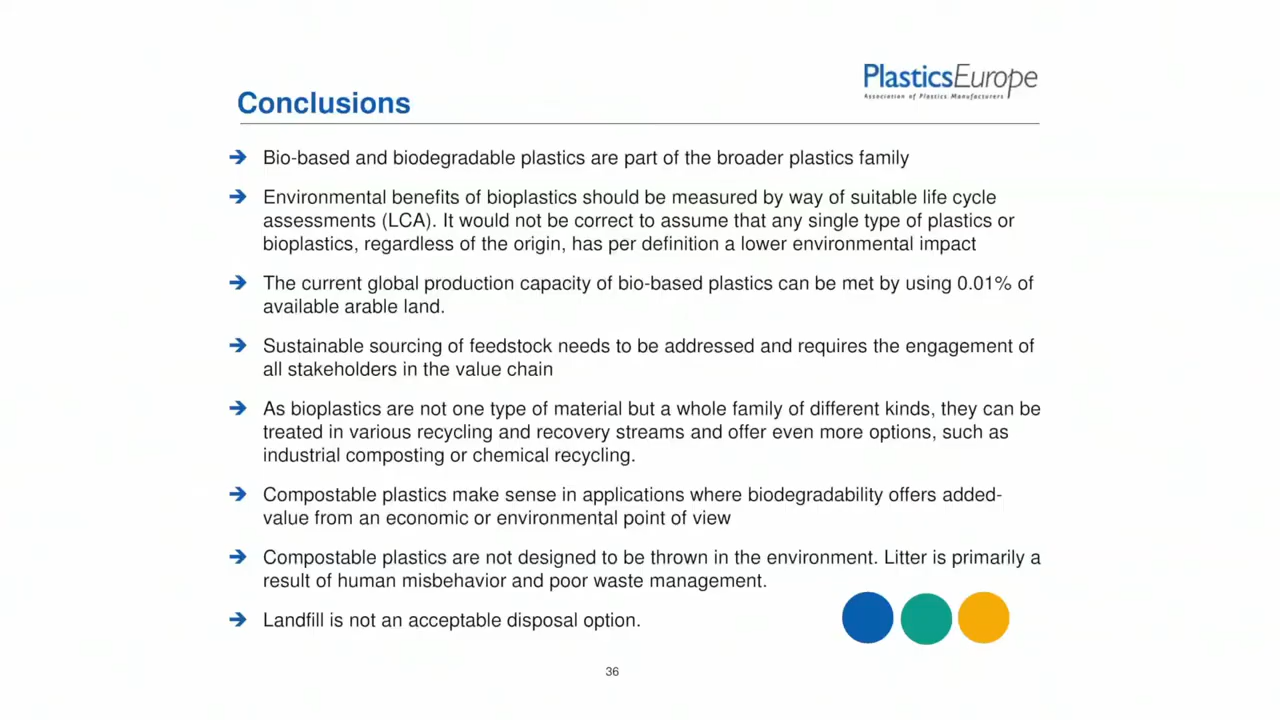 PlasticsEurope
Association of Plastics Manufacturers
Conclusions
Bio-based and biodegradable plastics are part of the broader plastics family
Environmental benefits of bioplastics should be measured by way of suitable life cycle
assessments (LCA). It would not be correct to assume that any single type of plastics or
bioplastics, regardless of the origin, has per definition a lower environmental impact
The current global production capacity of bio-based plastics can be met by using 0.01% of
available arable land.
Sustainable sourcing of feedstock needs to be addressed and requires the engagement of
all stakeholders in the value chain
As bioplastics are not one type of material but a whole family of different kinds, they can be
treated in various recycling and recovery streams and offer even more options, such as
industrial composting or chemical recycling.
Compostable plastics make sense in applications where biodegradability offers added-
value from an economic or environmental point of view
Compostable plastics are not designed to be thrown in the environment. Litter is primarily a
result of human misbehavior and poor waste management.
Landfill is not an acceptable disposal option.
36